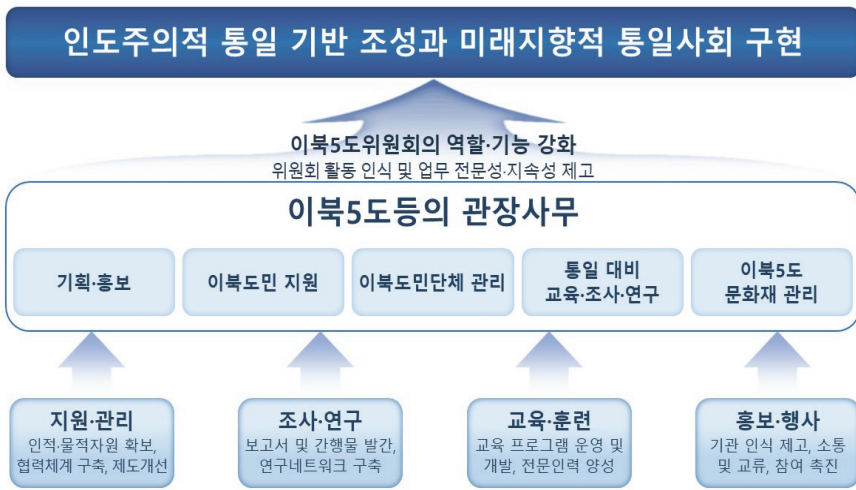 인도주의적 통일 기반 조성과 미래지향적 통일사회 구현
이북5도위원회의 역할·기능 강화
위원회 활동 인식 및 업무 전문성·지속성 제고
이북5도등의 관장사무
기획·홍보
이북도민 지원
이북도민단체 관리
통일 대비
교육·조사·연구
이북5도
문화재 관리
지원·관리
인적·물적자원 확보,
협력체계 구축, 제도개선
조사·연구
보고서 및 간행물 발간,
연구네트워크 구축
교육·훈련
교육 프로그램 운영 및
개발, 전문인력 양성
홍보·행사
기관 인식 제고, 소통
및 교류, 참여 촉진